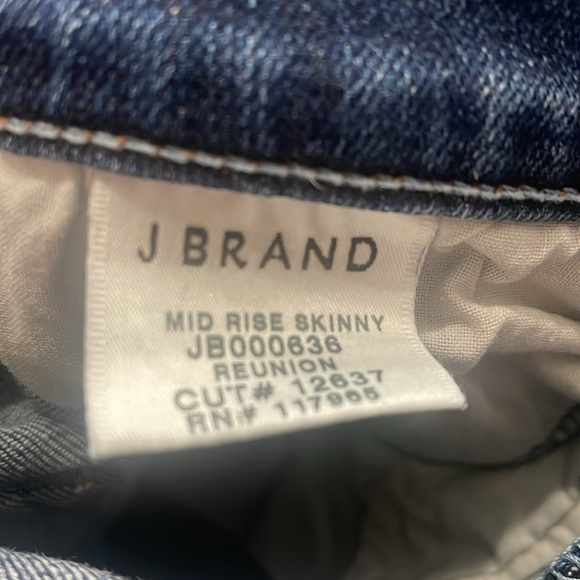 J BRAND
MID RISE SKINNY
JB000636
REUNION
CUT# 12637
RN# 117965